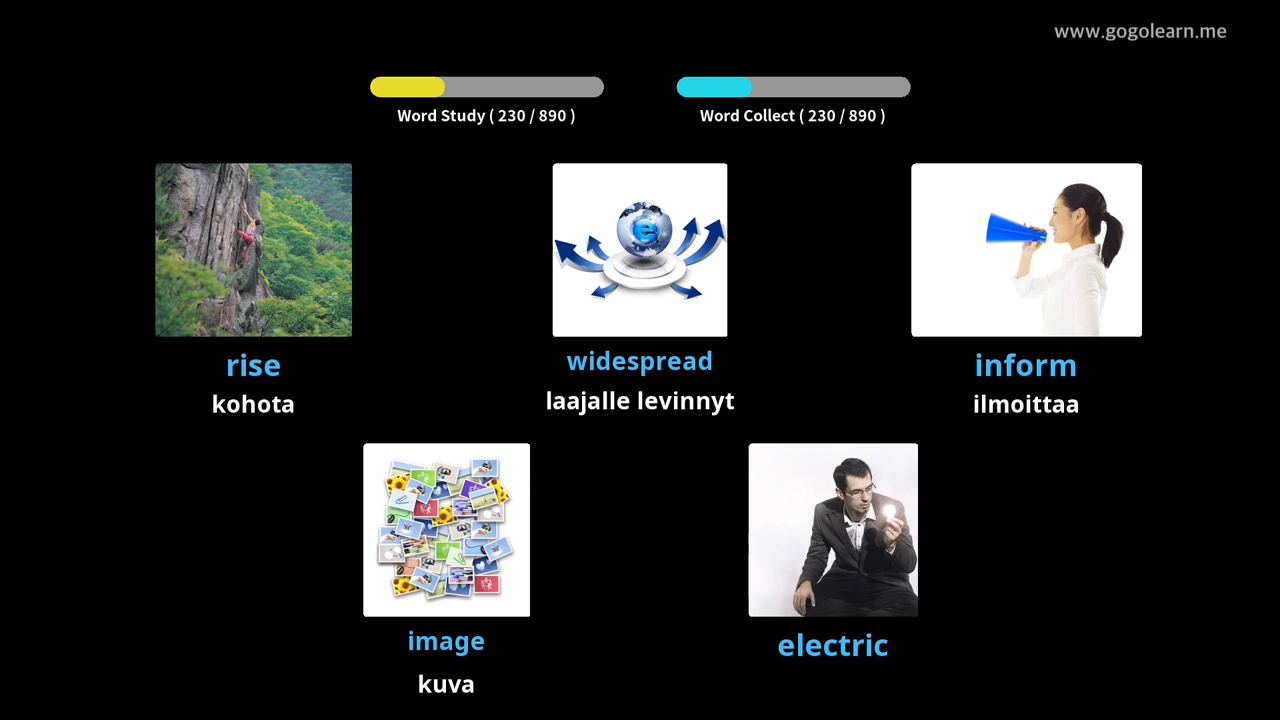 www.gogolearn.me
Word Study ( 230 / 890 )
Word Collect ( 230 / 890 )
rise
kohota
widespread
laajalle levinnyt
inform
ilmoittaa
image
kuva
electric